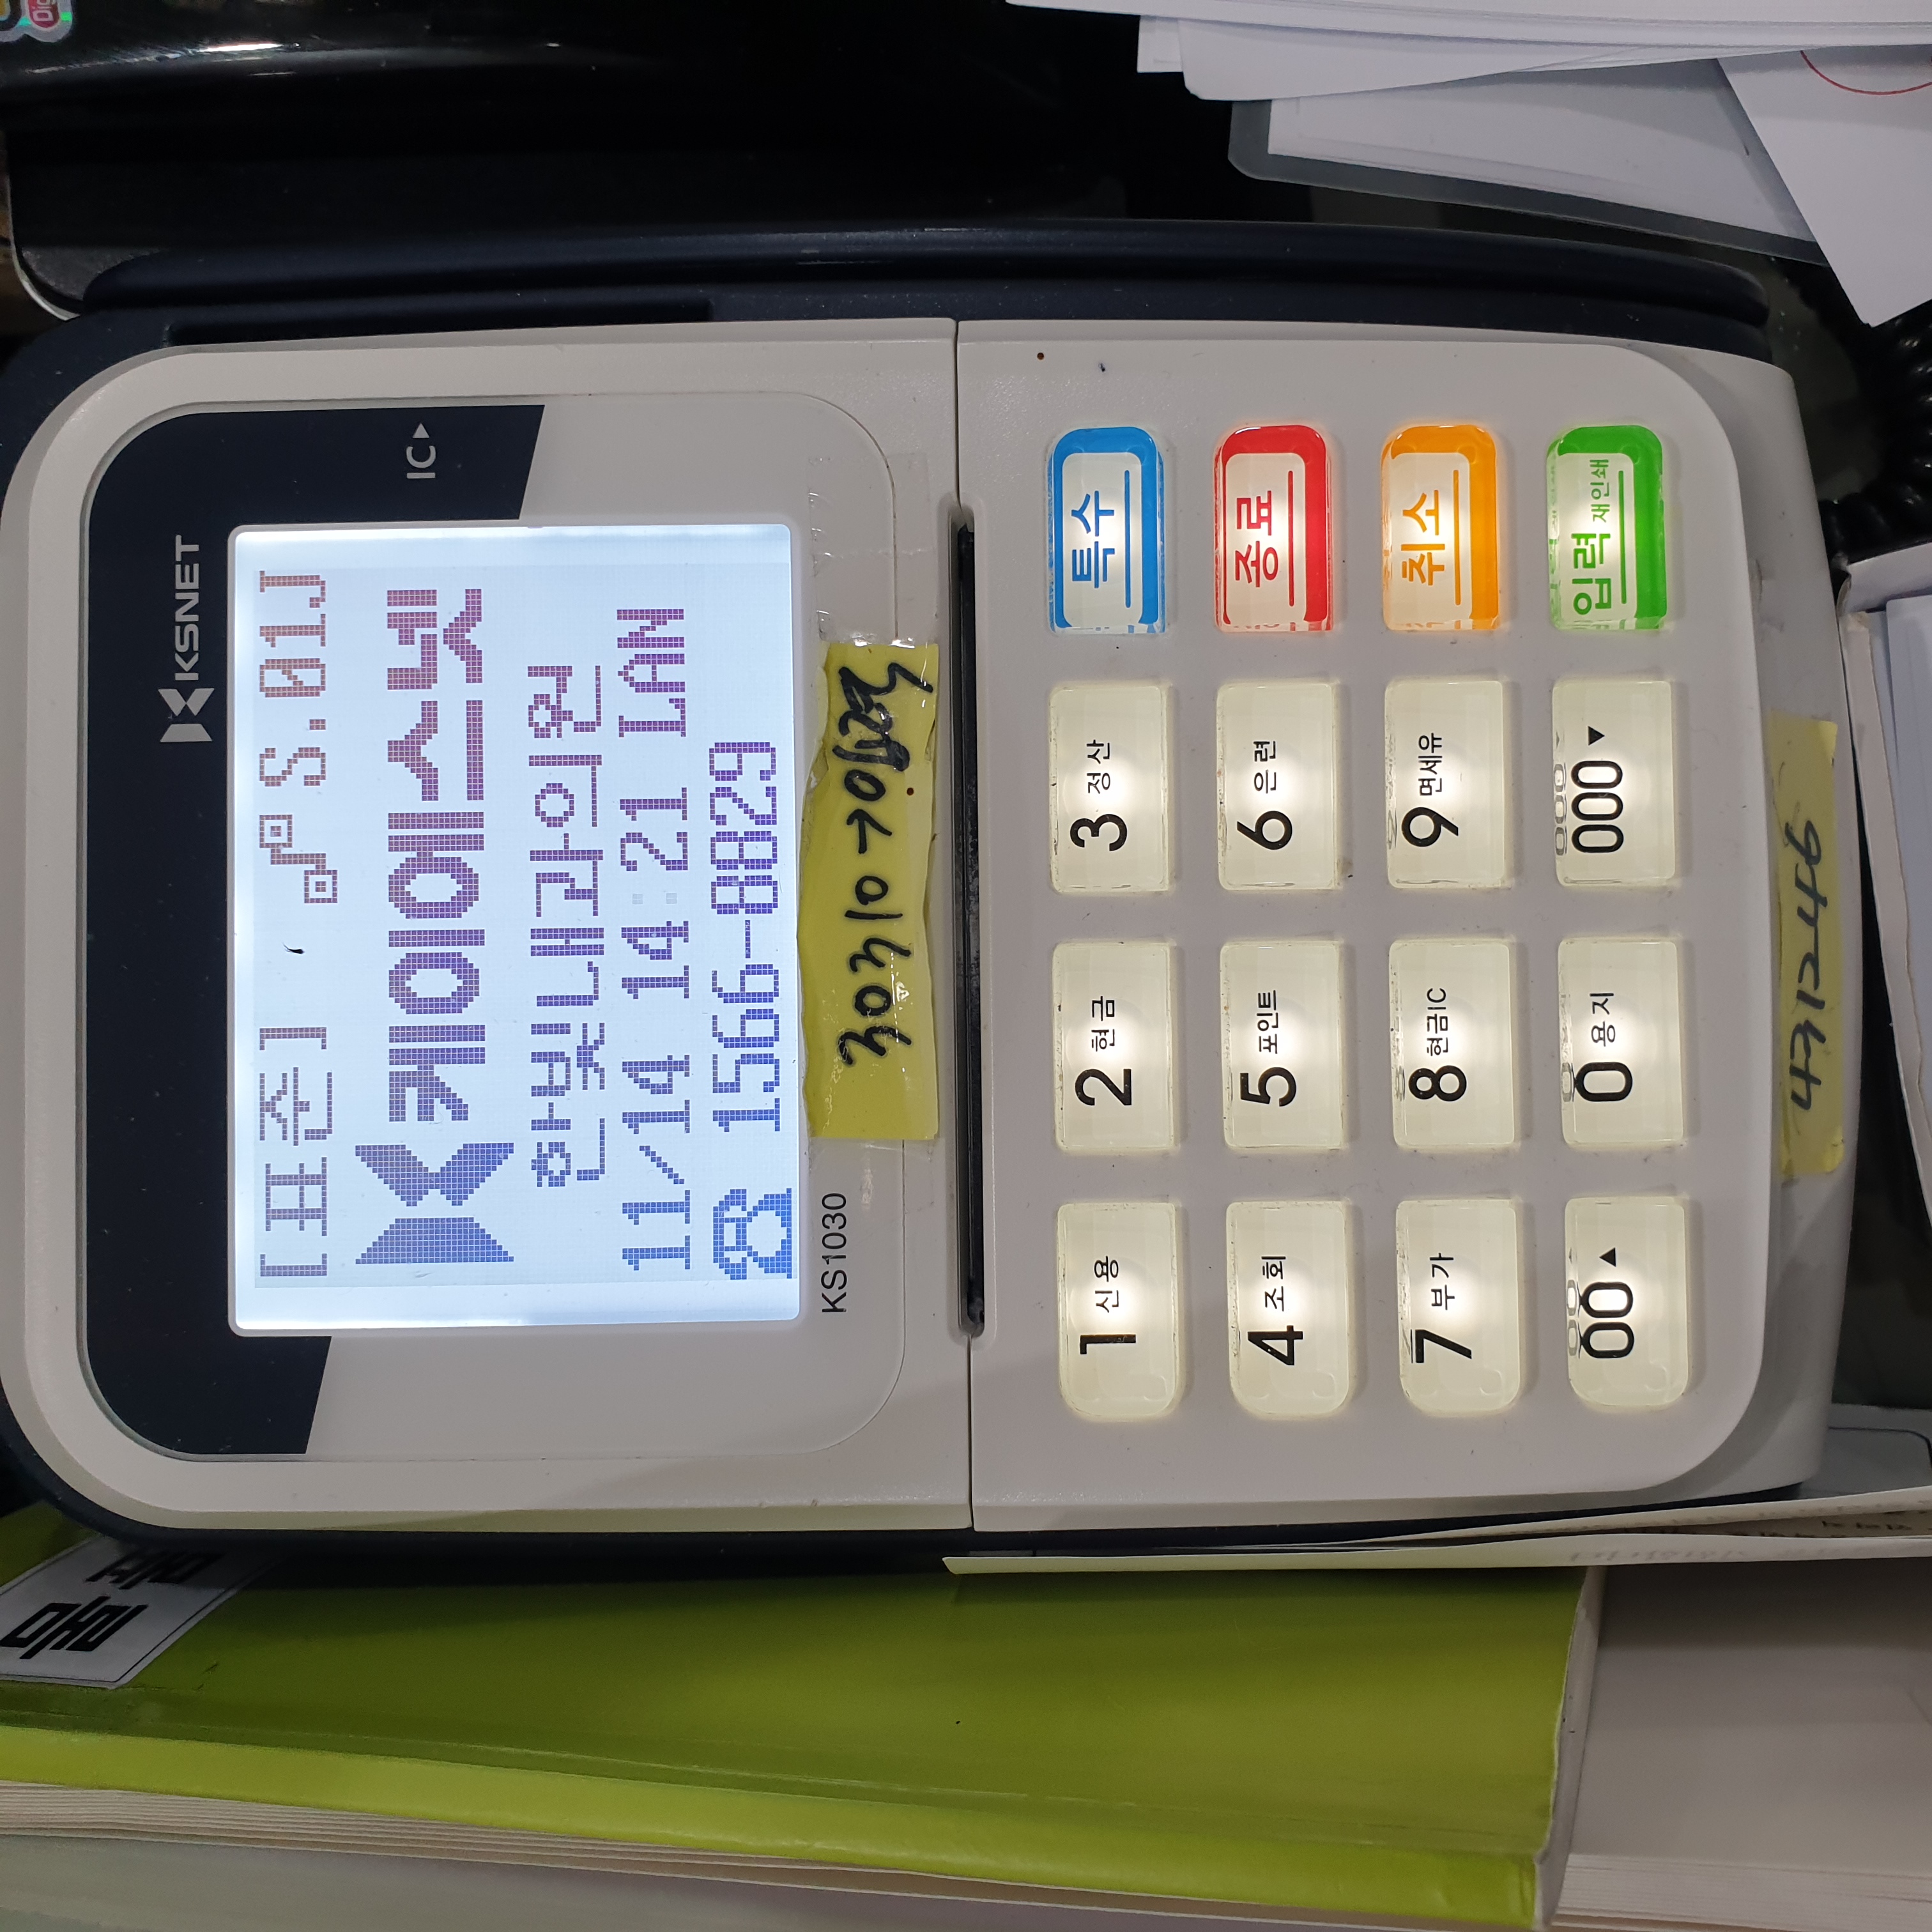 KSNET
IC▶
[표준] S.01J
케이에스넷
한빛내과의원
11/14 14:21 LAN
☎ 1566-8829
KS1030
1 신용
2 현금
3 정산
특수
4 조회
5 포인트
6 은련
종료
7 부가
8 현금IC
9 면세유
취소
00 ▲
0 용지
000 ▼
입력 재인쇄